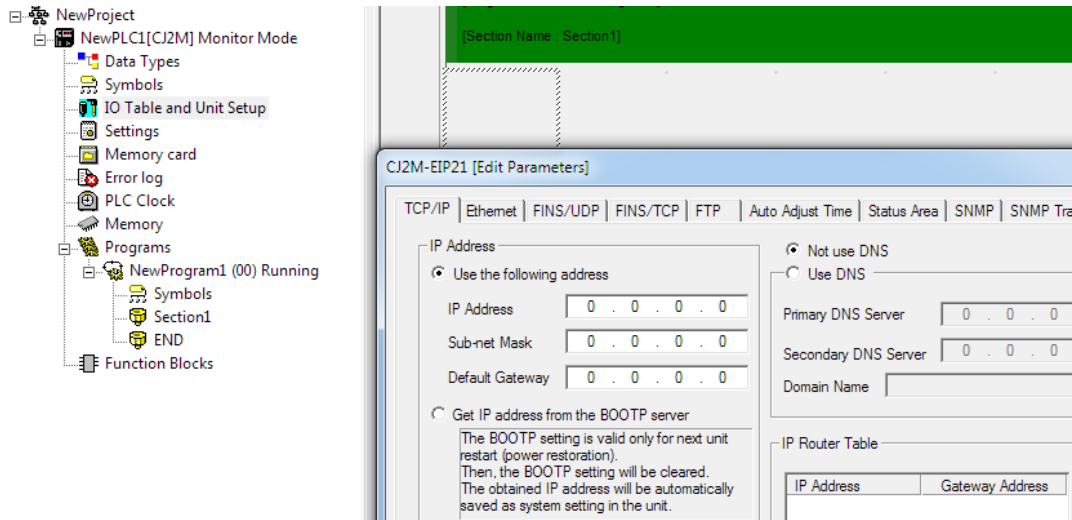 NewProject
NewPLC1[CJ2M] Monitor Mode
Data Types
Symbols
IO Table and Unit Setup
Settings
Memory card
Error log
PLC Clock
Memory
Programs
NewProgram1 (00) Running
Symbols
Section1
END
Function Blocks
[Section Name : Section1]
CJ2M-EIP21 [Edit Parameters]
TCP/IP Ethernet FINS/UDP FINS/TCP FTP Auto Adjust Time Status Area SNMP SNMP Tra
IP Address
Use the following address
IP Address 0 . 0 . 0 . 0
Sub-net Mask 0 . 0 . 0 . 0
Default Gateway 0 . 0 . 0 . 0
Get IP address from the BOOTP server
The BOOTP setting is valid only for next unit
restart (power restoration).
Then, the BOOTP setting will be cleared.
The obtained IP address will be automatically
saved as system setting in the unit.
Not use DNS
Use DNS
Primary DNS Server 0 . 0 . 0
Secondary DNS Server 0 . 0 . 0
Domain Name
IP Router Table
IP Address Gateway Address